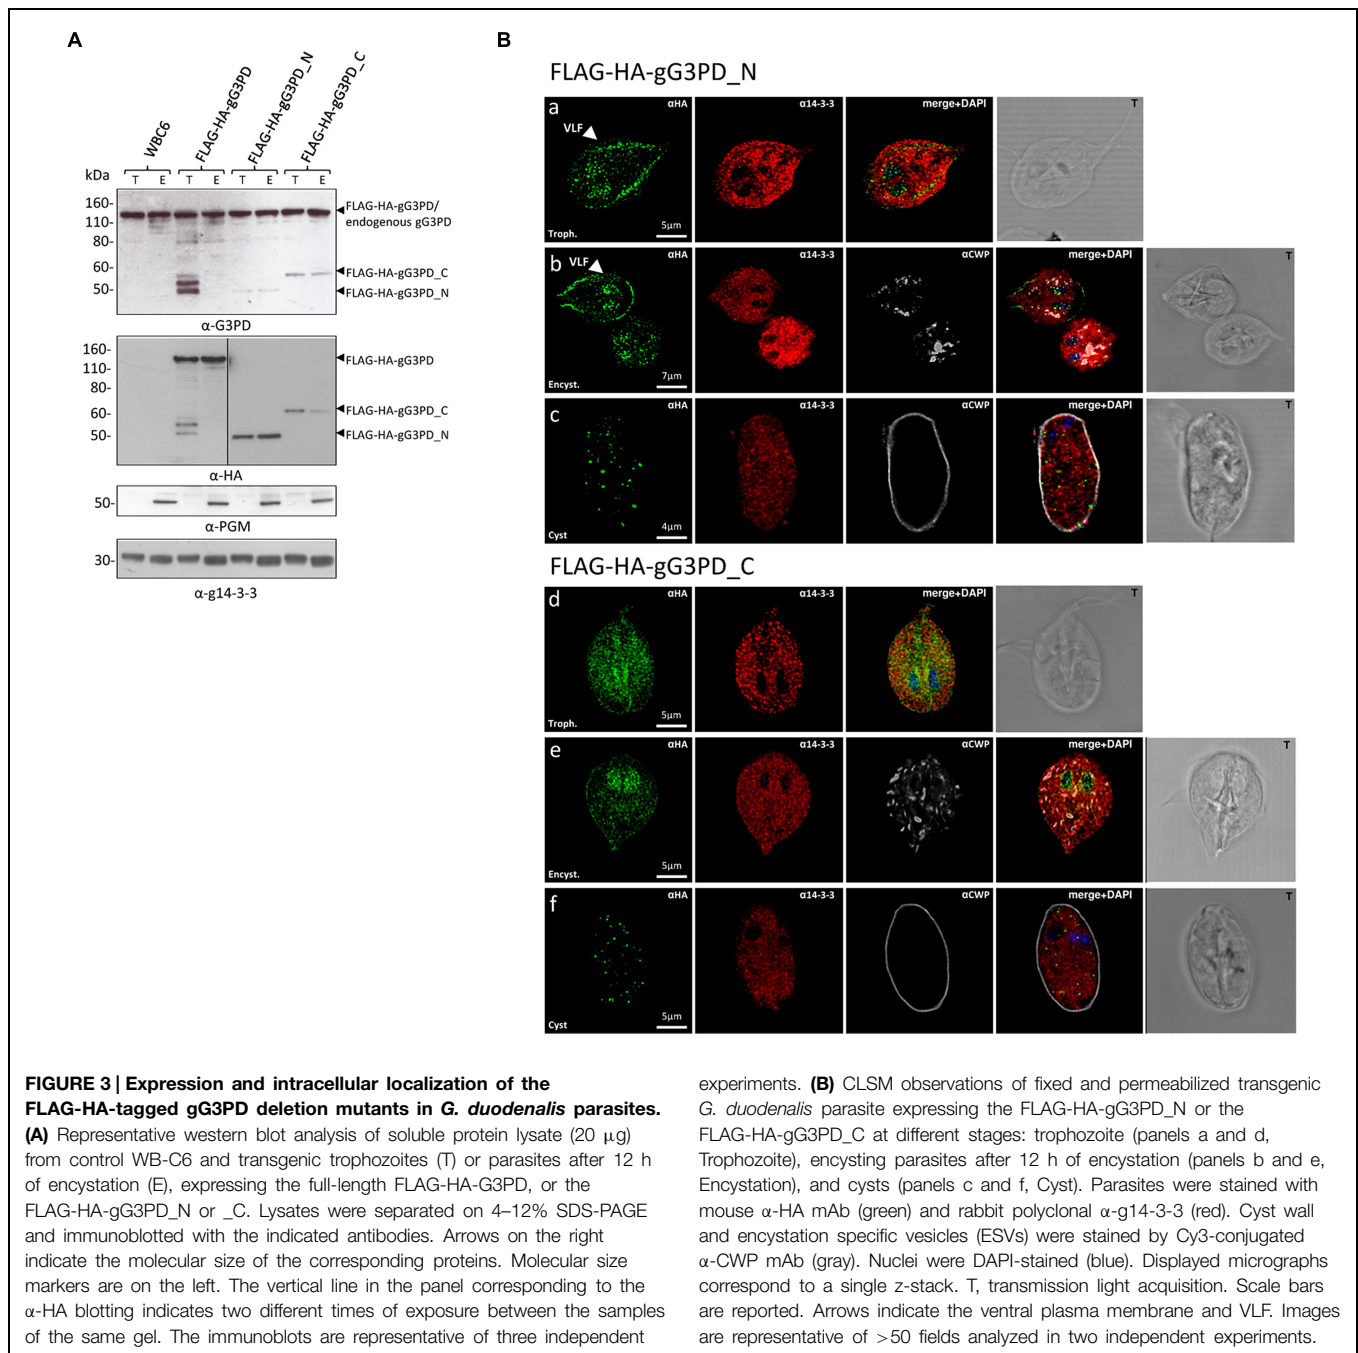 A
WBC6
FLAG-HA-gG3PD
FLAG-HA-gG3PD_N
FLAG-HA-gG3PD_C
kDa
T E T E T E T E
160-
110-
80-
60-
50-
FLAG-HA-gG3PD/
endogenous gG3PD
FLAG-HA-gG3PD_C
FLAG-HA-gG3PD_N
α-G3PD
160-
110-
80-
60-
50-
FLAG-HA-gG3PD
FLAG-HA-gG3PD_C
FLAG-HA-gG3PD_N
α-HA
50-
α-PGM
30-
α-g14-3-3
B
FLAG-HA-gG3PD_N
a αHA α14-3-3 merge+DAPI T
VLF
5μm
Troph.
b αHA α14-3-3 αCWP merge+DAPI T
VLF
7μm
Encyst.
c αHA α14-3-3 αCWP merge+DAPI T
4μm
Cyst
FLAG-HA-gG3PD_C
d αHA α14-3-3 merge+DAPI T
5μm
Troph.
e αHA α14-3-3 αCWP merge+DAPI T
5μm
Encyst.
f αHA α14-3-3 αCWP merge+DAPI T
5μm
Cyst
FIGURE 3 | Expression and intracellular localization of the
FLAG-HA-tagged gG3PD deletion mutants in G. duodenalis parasites.
(A) Representative western blot analysis of soluble protein lysate (20 μg)
from control WB-C6 and transgenic trophozoites (T) or parasites after 12 h
of encystation (E), expressing the full-length FLAG-HA-G3PD, or the
FLAG-HA-gG3PD_N or _C. Lysates were separated on 4–12% SDS-PAGE
and immunoblotted with the indicated antibodies. Arrows on the right
indicate the molecular size of the corresponding proteins. Molecular size
markers are on the left. The vertical line in the panel corresponding to the
α-HA blotting indicates two different times of exposure between the samples
of the same gel. The immunoblots are representative of three independent
experiments. (B) CLSM observations of fixed and permeabilized transgenic
G. duodenalis parasite expressing the FLAG-HA-gG3PD_N or the
FLAG-HA-gG3PD_C at different stages: trophozoite (panels a and d,
Trophozoite), encysting parasites after 12 h of encystation (panels b and e,
Encystation), and cysts (panels c and f, Cyst). Parasites were stained with
mouse α-HA mAb (green) and rabbit polyclonal α-g14-3-3 (red). Cyst wall
and encystation specific vesicles (ESVs) were stained by Cy3-conjugated
α-CWP mAb (gray). Nuclei were DAPI-stained (blue). Displayed micrographs
correspond to a single z-stack. T, transmission light acquisition. Scale bars
are reported. Arrows indicate the ventral plasma membrane and VLF. Images
are representative of >50 fields analyzed in two independent experiments.